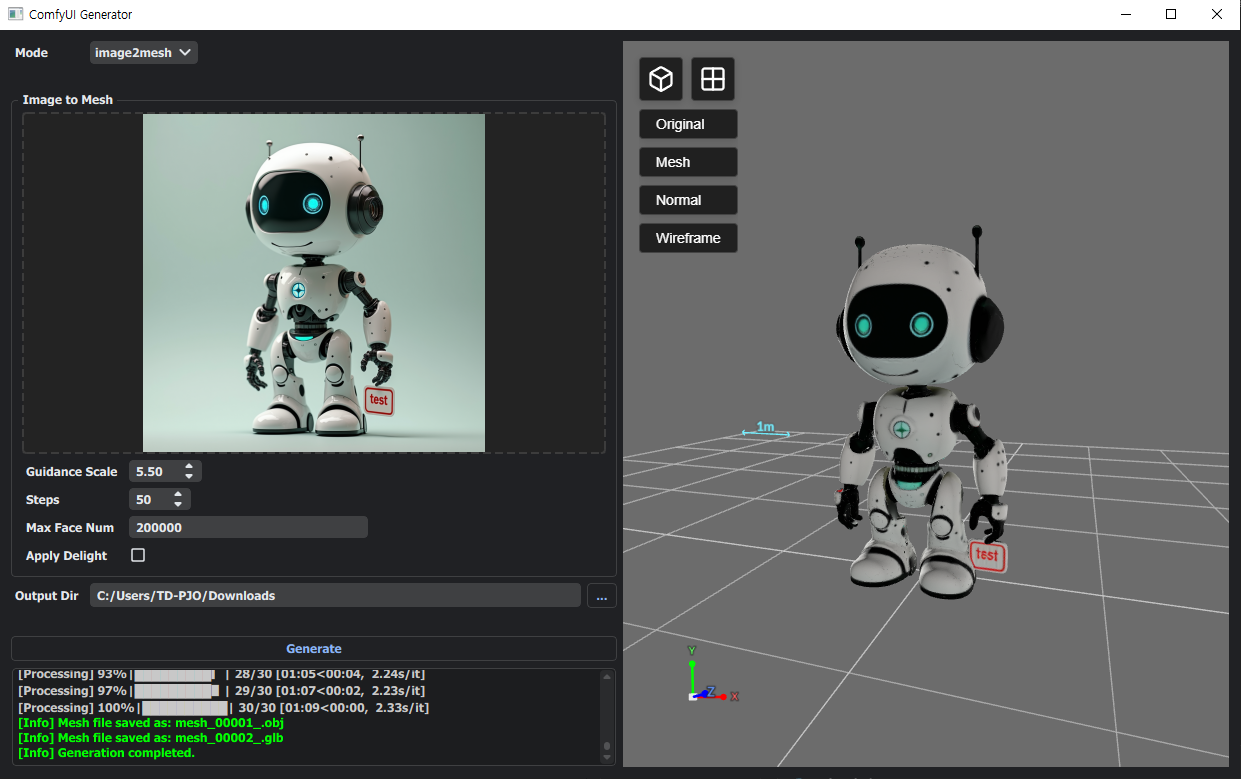 ComfyUI Generator
Mode
image2mesh
Image to Mesh
test
Guidance Scale 5.50
Steps 50
Max Face Num 200000
Apply Delight
Output Dir C:/Users/TD-PJO/Downloads ...
Generate
[Processing] 93%|██████████ | 28/30 [01:05<00:04, 2.24s/it]
[Processing] 97%|██████████ | 29/30 [01:07<00:02, 2.23s/it]
[Processing] 100%|██████████| 30/30 [01:09<00:00, 2.33s/it]
[Info] Mesh file saved as: mesh_00001_.obj
[Info] Mesh file saved as: mesh_00002_.glb
[Info] Generation completed.
Original
Mesh
Normal
Wireframe
1m
test
Y
Z
X